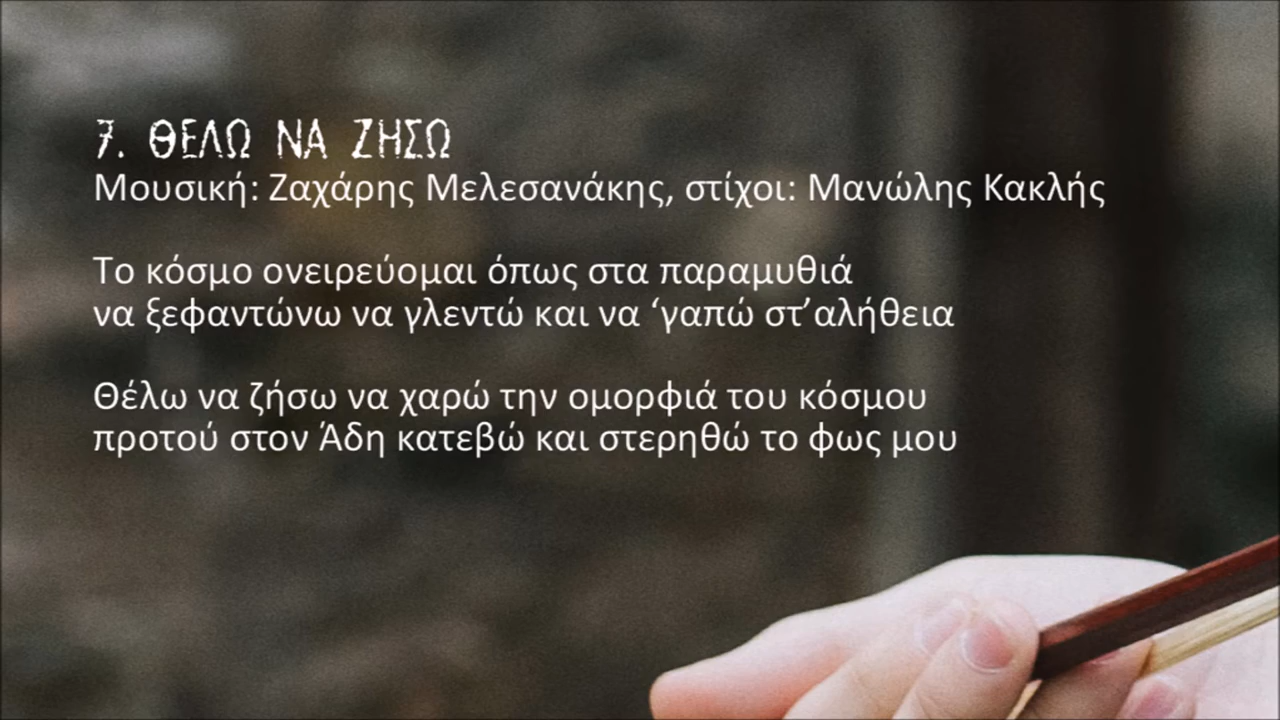 7. ΘΕΛΩ ΝΑ ΖΗΣΩ
Μουσική: Ζαχάρης Μελεσανάκης, στίχοι: Μανώλης Κακλής
Το κόσμο ονειρεύομαι όπως στα παραμυθιά
να ξεφαντώνω να γλεντώ και να ‘γαπώ στ’αλήθεια
Θέλω να ζήσω να χαρώ την ομορφιά του κόσμου
προτού στον Άδη κατεβώ και στερηθώ το φως μου